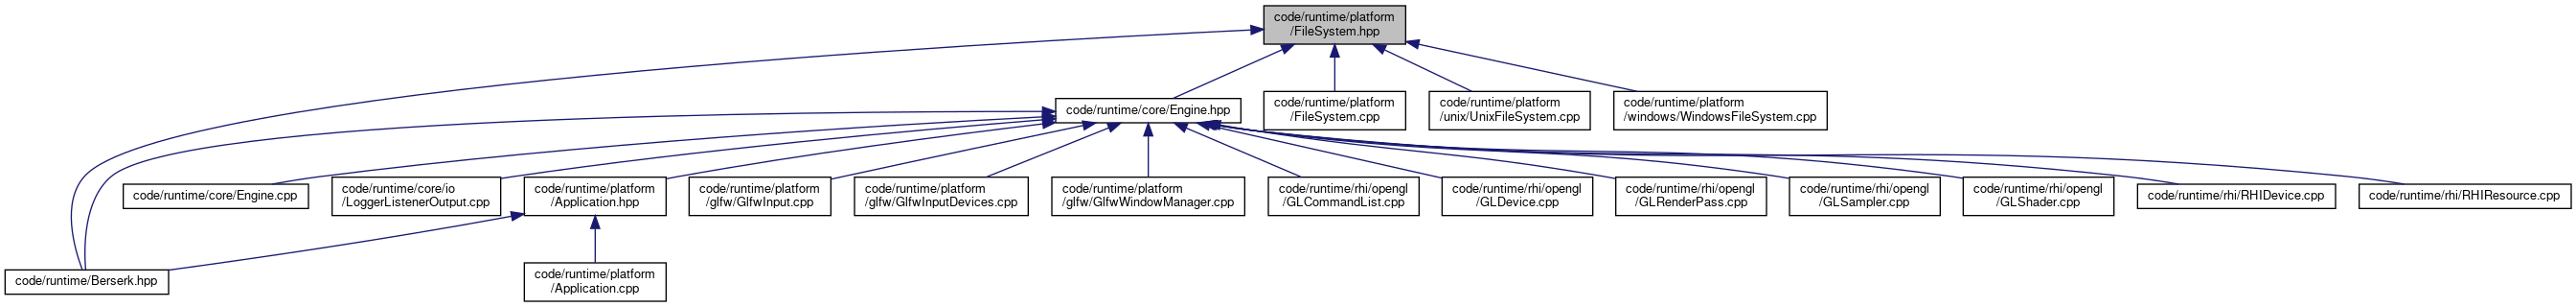 code/runtime/platform
/FileSystem.hpp
code/runtime/core/Engine.hpp
code/runtime/platform
/FileSystem.cpp
code/runtime/platform
/unix/UnixFileSystem.cpp
code/runtime/platform
/windows/WindowsFileSystem.cpp
code/runtime/core/Engine.cpp
code/runtime/core/io
/LoggerListenerOutput.cpp
code/runtime/platform
/Application.hpp
code/runtime/platform
/glfw/GlfwInput.cpp
code/runtime/platform
/glfw/GlfwInputDevices.cpp
code/runtime/platform
/glfw/GlfwWindowManager.cpp
code/runtime/rhi/opengl
/GLCommandList.cpp
code/runtime/rhi/opengl
/GLDevice.cpp
code/runtime/rhi/opengl
/GLRenderPass.cpp
code/runtime/rhi/opengl
/GLSampler.cpp
code/runtime/rhi/opengl
/GLShader.cpp
code/runtime/rhi/RHIDevice.cpp
code/runtime/rhi/RHIResource.cpp
code/runtime/Berserk.hpp
code/runtime/platform
/Application.cpp